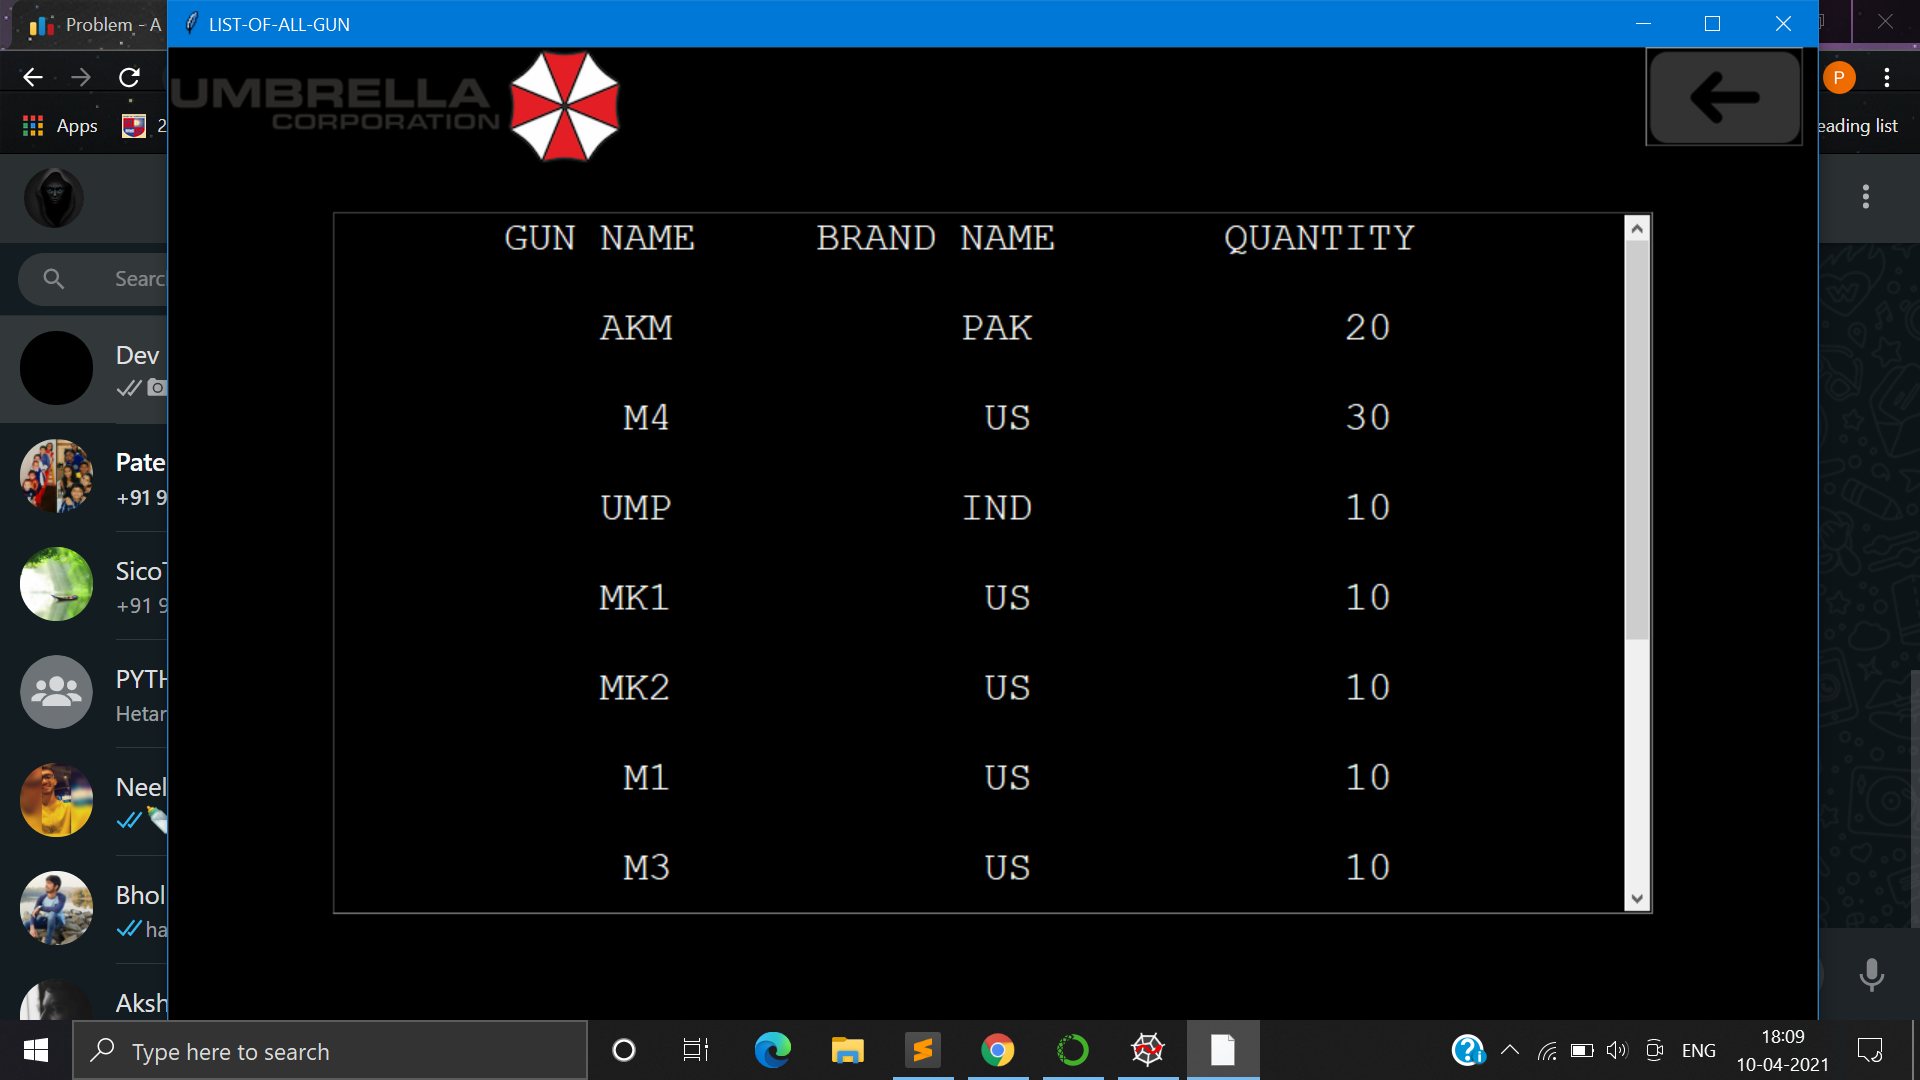 Problem - A
LIST-OF-ALL-GUN
P
Apps
2
eading list
UMBRELLA
CORPORATION
Searc
GUN NAME BRAND NAME QUANTITY
AKM PAK 20
M4 US 30
UMP IND 10
MK1 US 10
MK2 US 10
M1 US 10
M3 US 10
Dev
Pate
+91 9
Sico
+91 9
PYTH
Hetar
Neel
Bhol
ha
Aksh
Type here to search
ENG
18:09
10-04-2021